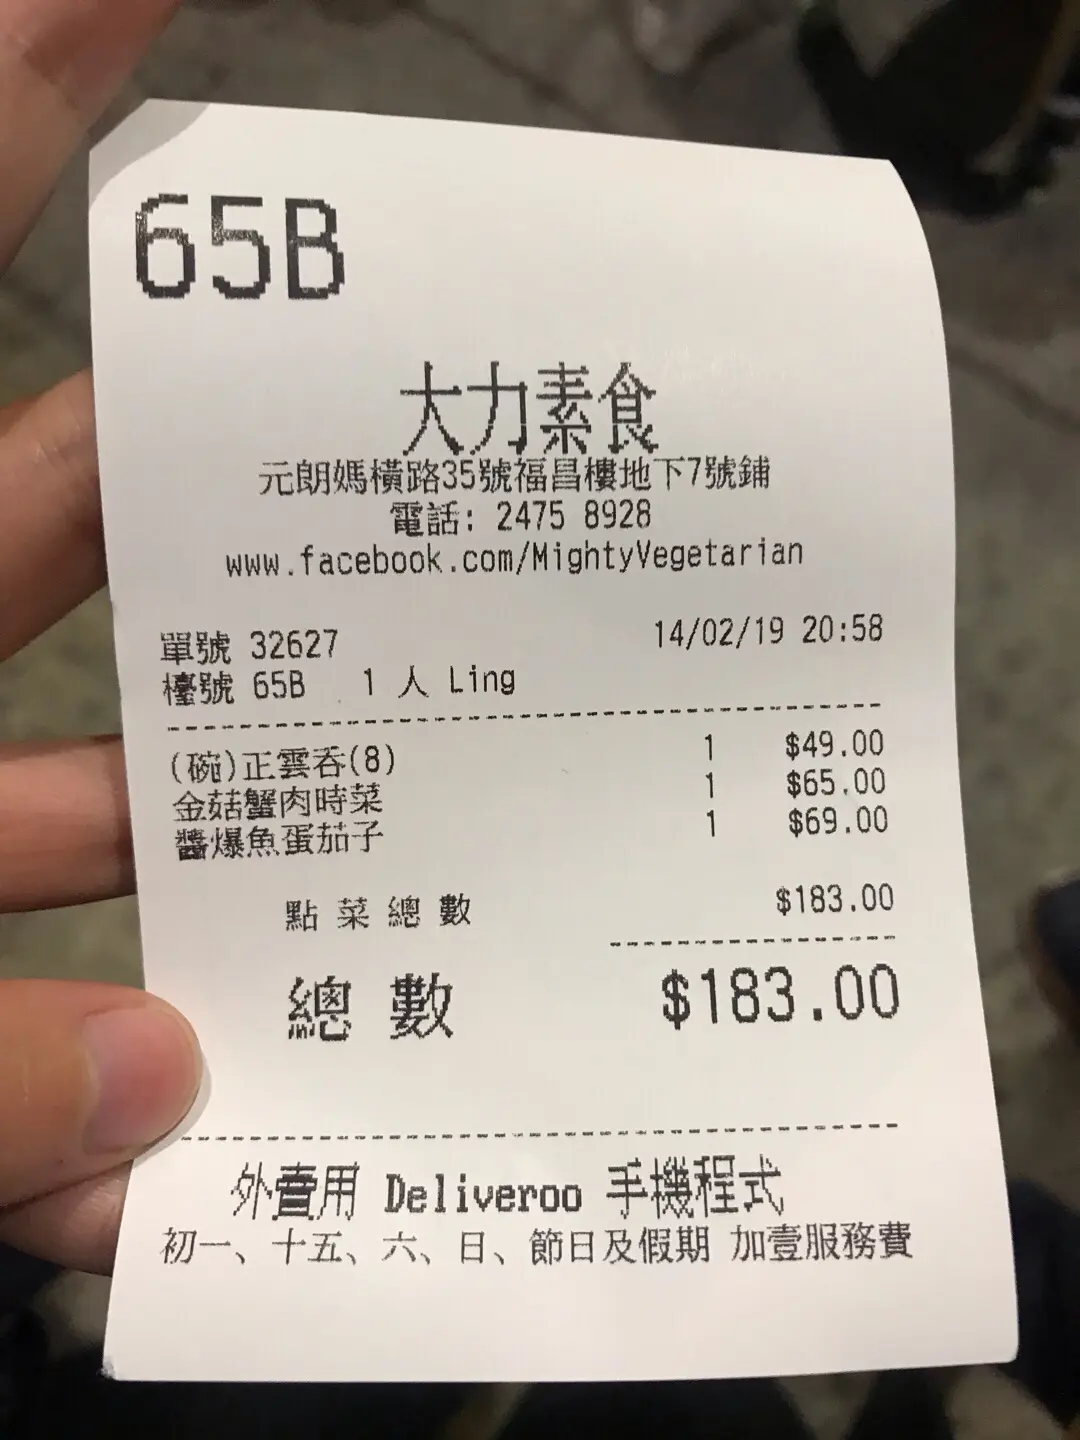 65B
大力素食
元朗媽橫路35號福昌樓地下7號鋪
電話: 2475 8928
www.facebook.com/MightyVegetarian
單號 32627 14/02/19 20:58
檯號 65B 1 人 Ling
(碗)正雲吞(8) 1 $49.00
金菇蟹肉時菜 1 $65.00
醬爆魚蛋茄子 1 $69.00
點菜總數 $183.00
總數 $183.00
外賣用 Deliveroo 手機程式
初一、十五、六、日、節日及假期 加壹服務費